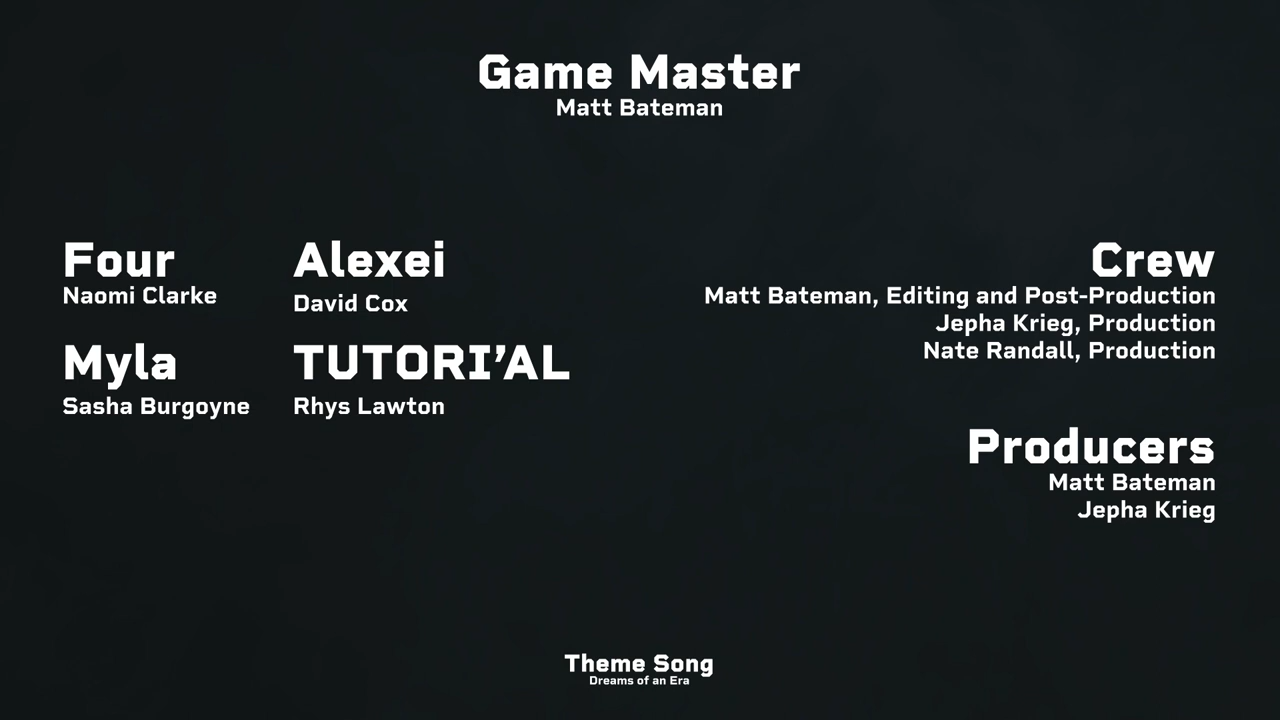 Game Master
Matt Bateman
Four
Naomi Clarke
Alexei
David Cox
Myla
Sasha Burgoyne
TUTORI’AL
Rhys Lawton
Crew
Matt Bateman, Editing and Post-Production
Jepha Krieg, Production
Nate Randall, Production
Producers
Matt Bateman
Jepha Krieg
Theme Song
Dreams of an Era